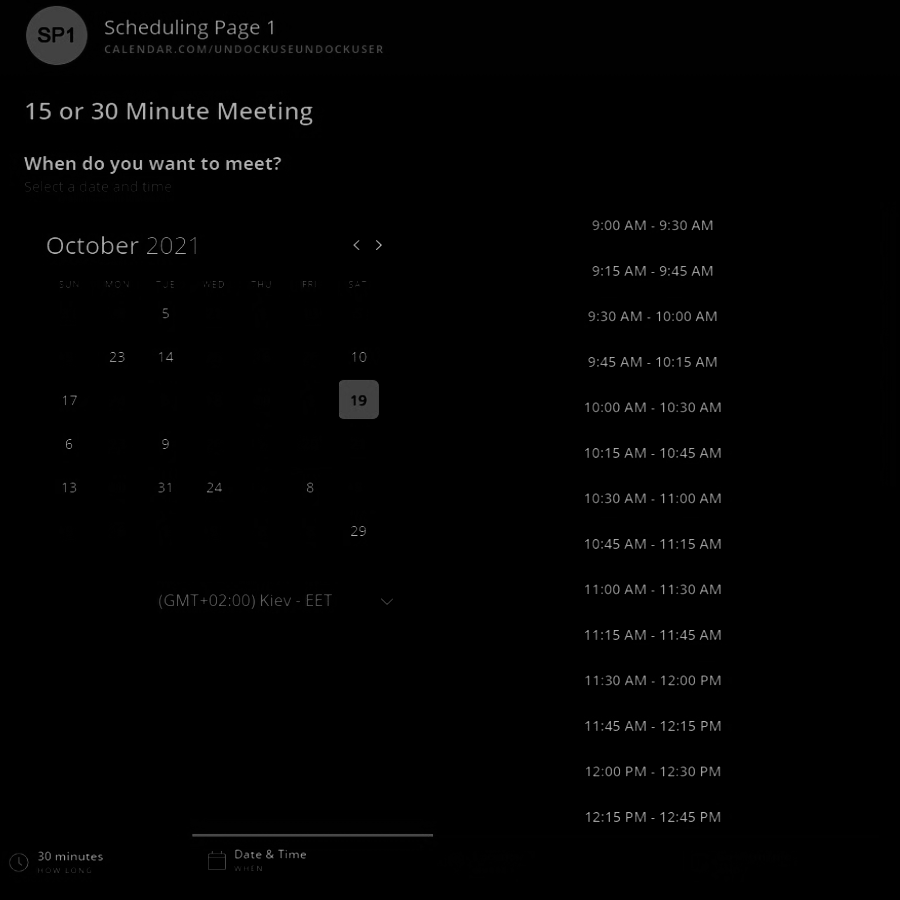 SP1
Scheduling Page 1
CALENDAR.COM/UNDOCKUSEUNDOCKUSER
15 or 30 Minute Meeting
When do you want to meet?
Select a date and time
October 2021
SUN MON TUE WED THU FRI SAT
5
23 14 10
17 19
6 9
13 31 24 8
29
(GMT+02:00) Kiev - EET
9:00 AM - 9:30 AM
9:15 AM - 9:45 AM
9:30 AM - 10:00 AM
9:45 AM - 10:15 AM
10:00 AM - 10:30 AM
10:15 AM - 10:45 AM
10:30 AM - 11:00 AM
10:45 AM - 11:15 AM
11:00 AM - 11:30 AM
11:15 AM - 11:45 AM
11:30 AM - 12:00 PM
11:45 AM - 12:15 PM
12:00 PM - 12:30 PM
12:15 PM - 12:45 PM
30 minutes
HOW LONG
Date & Time
WHEN